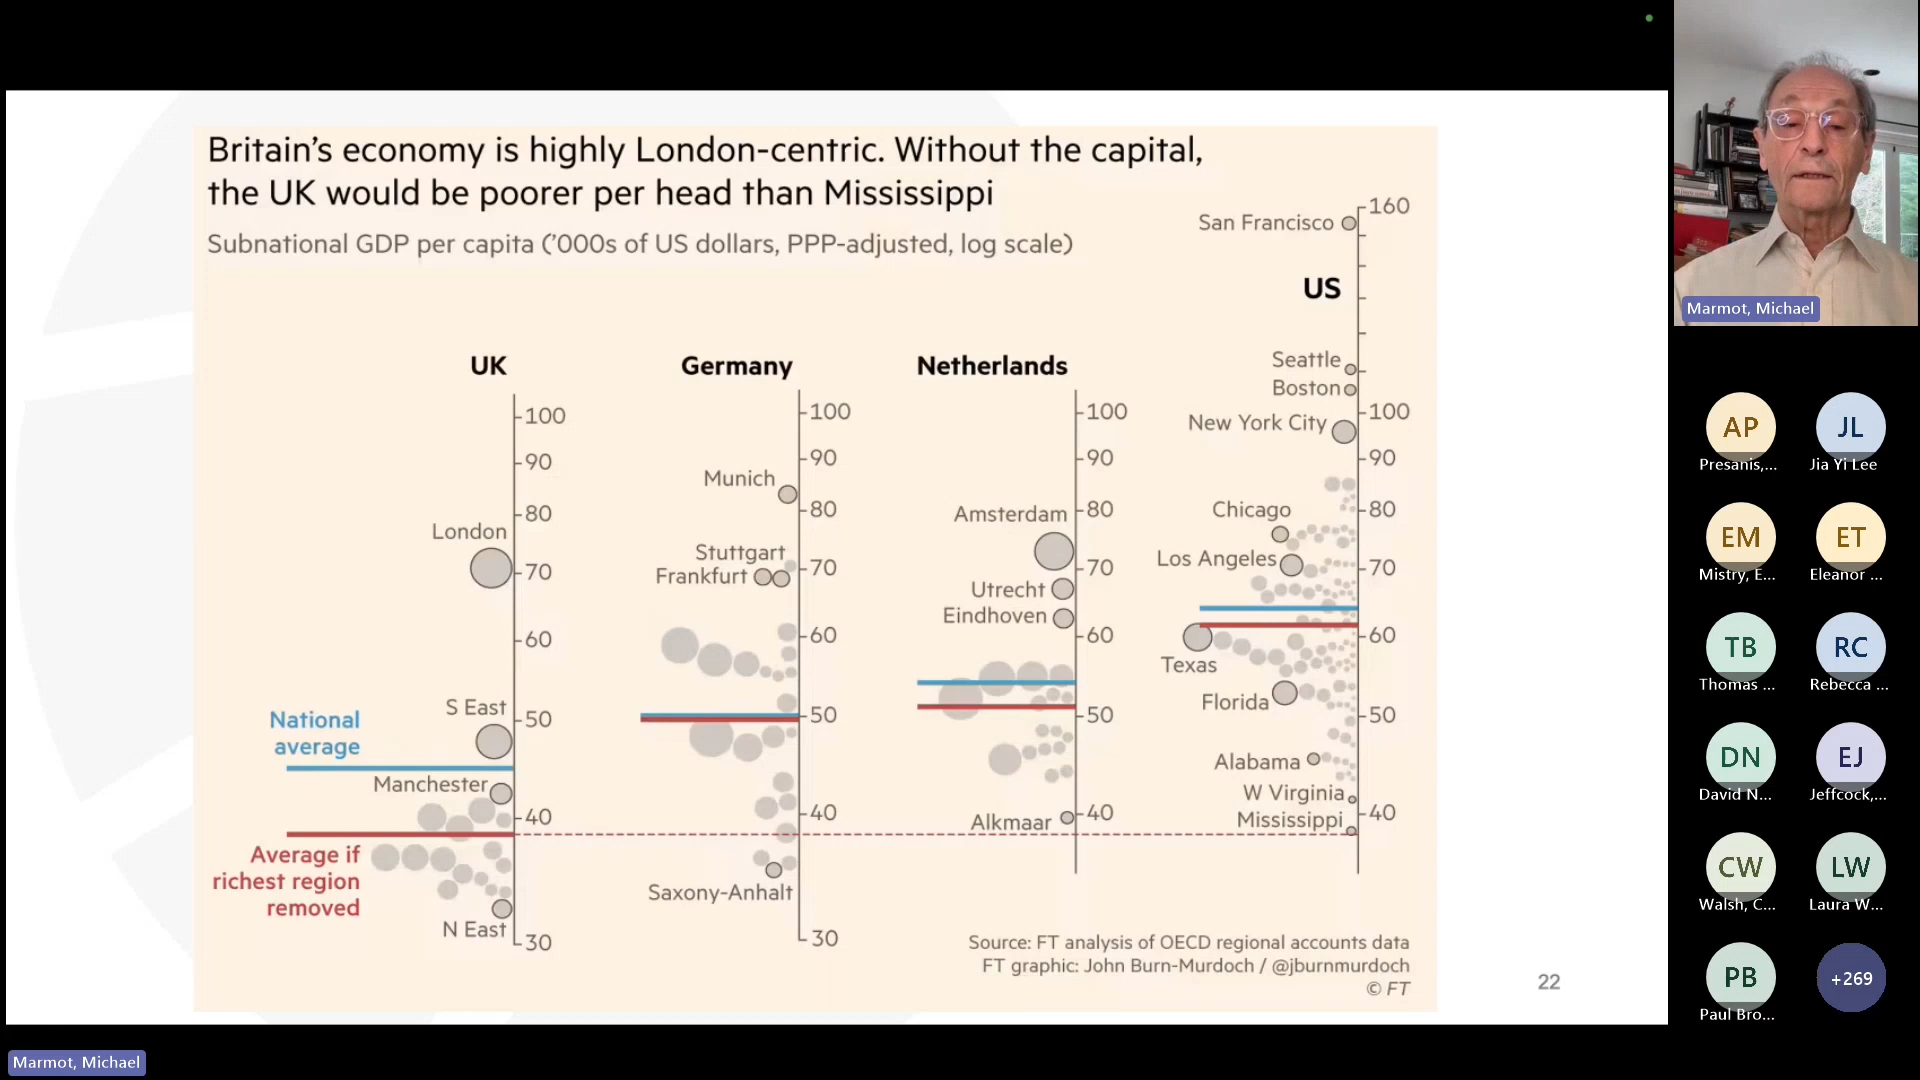 Britain's economy is highly London-centric. Without the capital,
the UK would be poorer per head than Mississippi
Subnational GDP per capita ('000s of US dollars, PPP-adjusted, log scale)
UK
100
90
80
London
70
60
S East
50
National
average
Manchester
40
Average if
richest region
removed
N East
30
Germany
100
90
Munich
80
Stuttgart
Frankfurt
70
60
50
40
Saxony-Anhalt
30
Netherlands
100
90
Amsterdam
80
70
Utrecht
Eindhoven
60
50
Alkmaar
40
160
San Francisco
US
Seattle
Boston
100
New York City
90
Chicago
80
Los Angeles
70
60
Texas
Florida
50
Alabama
W Virginia
Mississippi
40
Source: FT analysis of OECD regional accounts data
FT graphic: John Burn-Murdoch / @jburnmurdoch
© FT
22
Marmot, Michael
AP
Presanis,...
JL
Jia Yi Lee
EM
Mistry, E...
ET
Eleanor ...
TB
Thomas ...
RC
Rebecca ...
DN
David N...
EJ
Jeffcock,...
CW
Walsh, C...
LW
Laura W...
PB
Paul Bro...
+269
Marmot, Michael